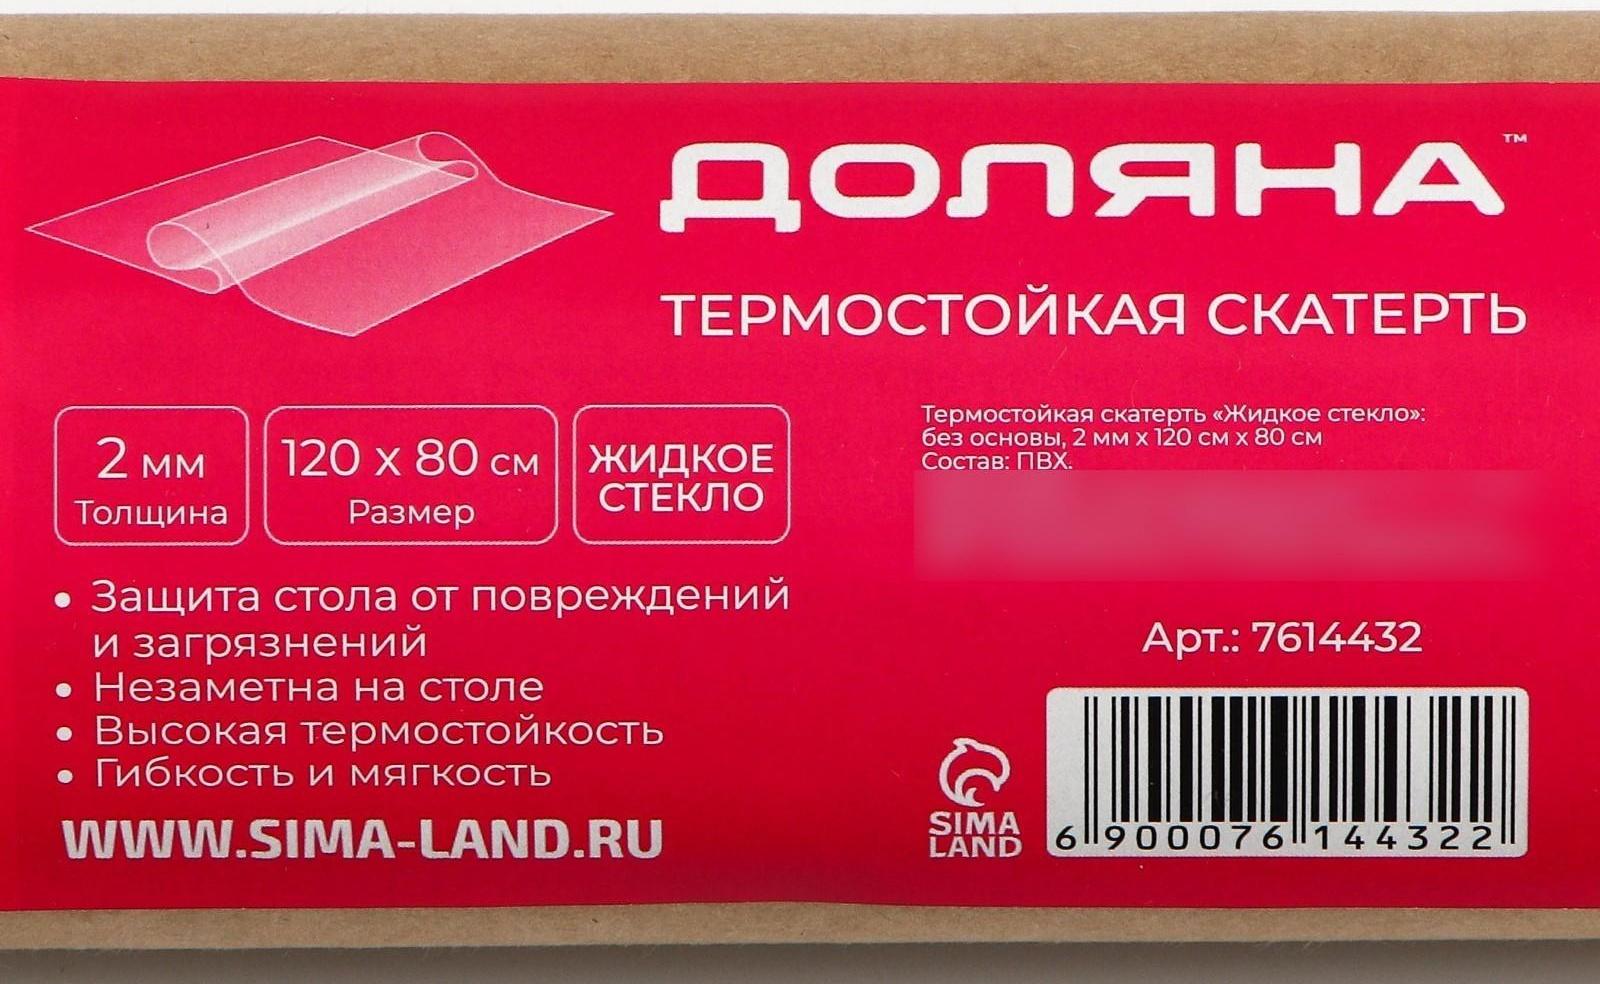 ДОЛЯНА™
ТЕРМОСТОЙКАЯ СКАТЕРТЬ
2 мм
Толщина
120 x 80 см
Размер
ЖИДКОЕ
СТЕКЛО
Термостойкая скатерть «Жидкое стекло»:
без основы, 2 мм x 120 см x 80 см
Состав: ПВХ.
• Защита стола от повреждений
и загрязнений
• Незаметна на столе
• Высокая термостойкость
• Гибкость и мягкость
WWW.SIMA-LAND.RU
Арт.: 7614432
SIMA
LAND
6 900076 144322